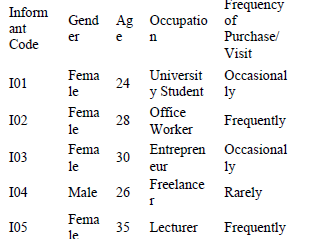 Informant Code | Gender | Age | Occupation | Frequency of Purchase/Visit
I01 | Female | 24 | University Student | Occasionally
I02 | Female | 28 | Office Worker | Frequently
I03 | Female | 30 | Entrepreneur | Occasionally
I04 | Male | 26 | Freelancer | Rarely
I05 | Female | 35 | Lecturer | Frequently